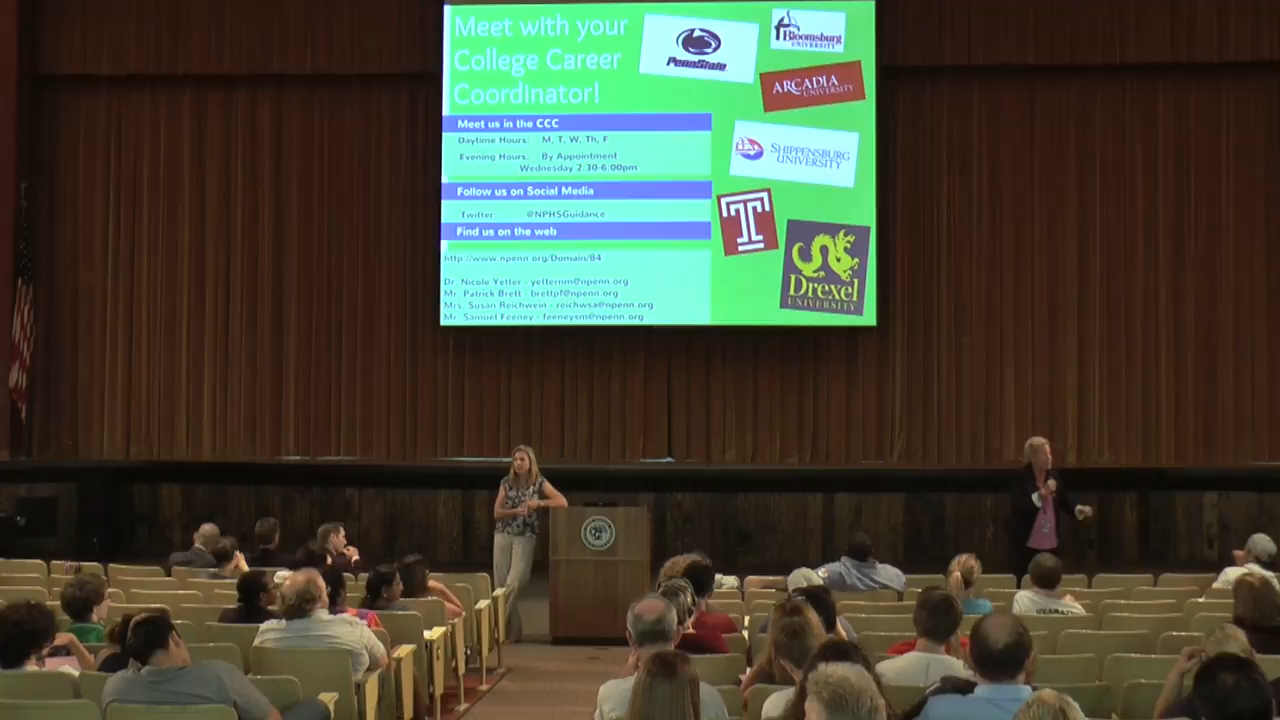 Meet with your
College Career
Coordinator!
Meet us in the CCC
Daytime Hours: M, T, W, Th, F
Evening Hours: By Appointment
Wednesday 2:30-6:00pm
Follow us on Social Media
Twitter: @NPHSGuidance
Find us on the web
http://www.npenn.org/Domain/84
Dr. Nicole Yetter - yetternm@npenn.org
Mr. Patrick Brett - brettpf@npenn.org
Mrs. Susan Reichwein - reichwsa@npenn.org
Mr. Samuel Feeney - feeneysm@npenn.org
PennState
Bloomsburg
UNIVERSITY
ARCADIA
UNIVERSITY
SHIPPENSBURG
UNIVERSITY
T
Drexel
UNIVERSITY